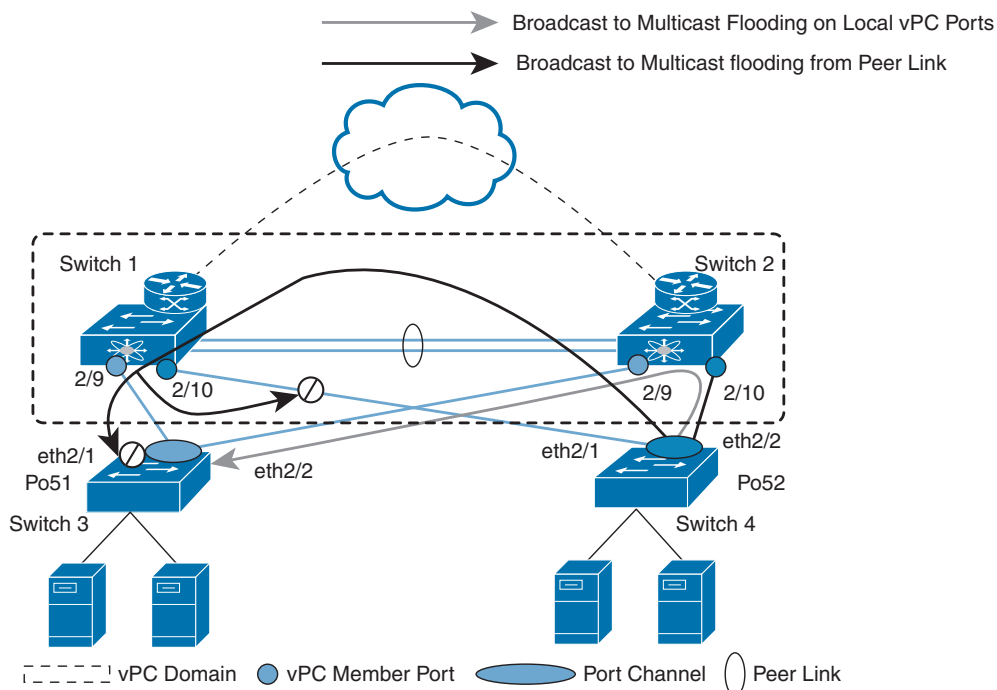 Broadcast to Multicast Flooding on Local vPC Ports
Broadcast to Multicast flooding from Peer Link
Switch 1
Switch 2
2/9
2/10
2/9
2/10
eth2/1
eth2/2
eth2/1
eth2/2
Po51
Po52
Switch 3
Switch 4
vPC Domain
vPC Member Port
Port Channel
Peer Link